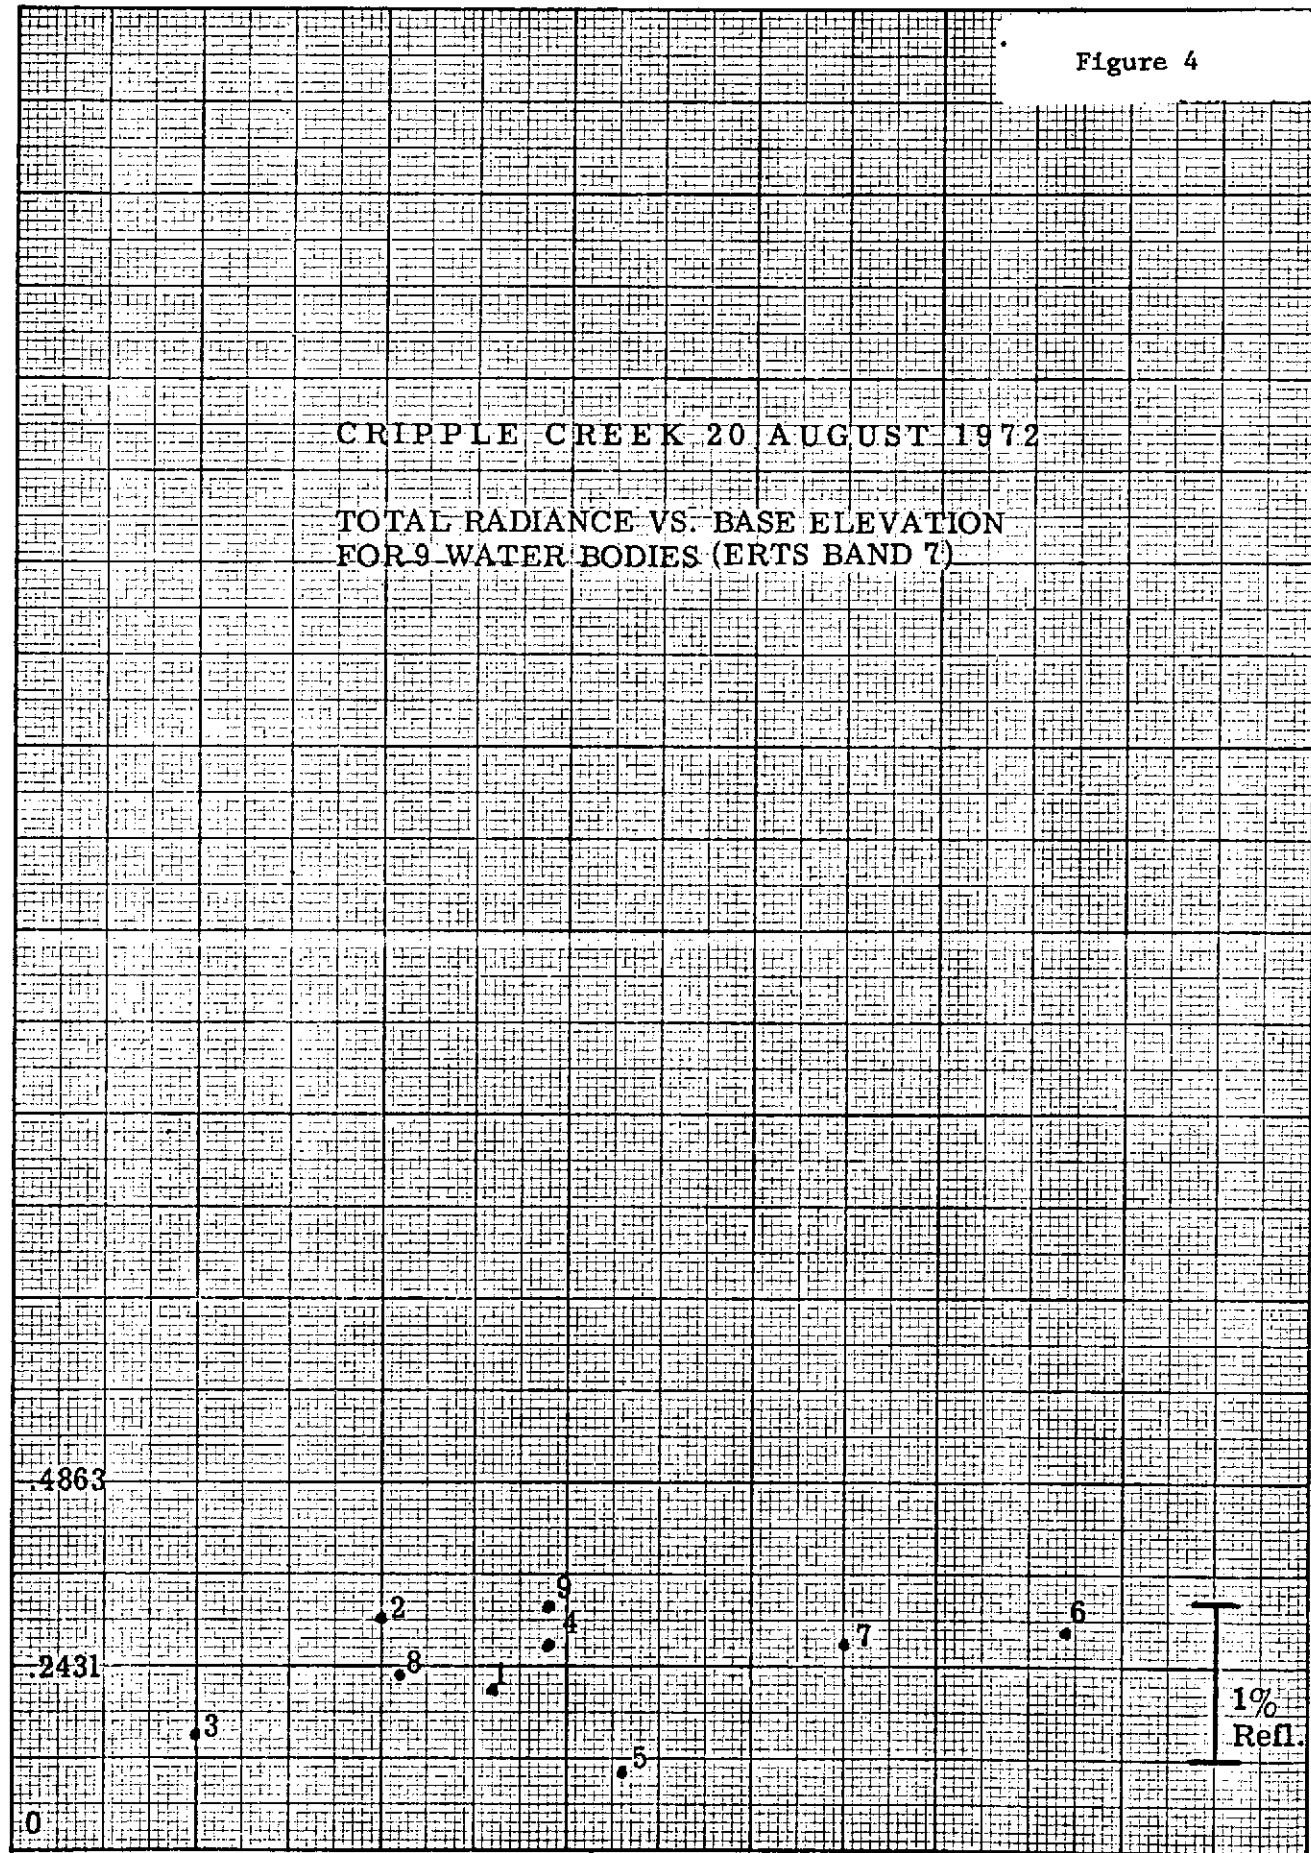 Figure 4
CRIPPLE CREEK 20 AUGUST 1972
TOTAL RADIANCE VS. BASE ELEVATION
FOR 9 WATER BODIES (ERTS BAND 7)
.4863
9
2
4
6
7
.2431
8
1
1%
Refl.
3
5
0